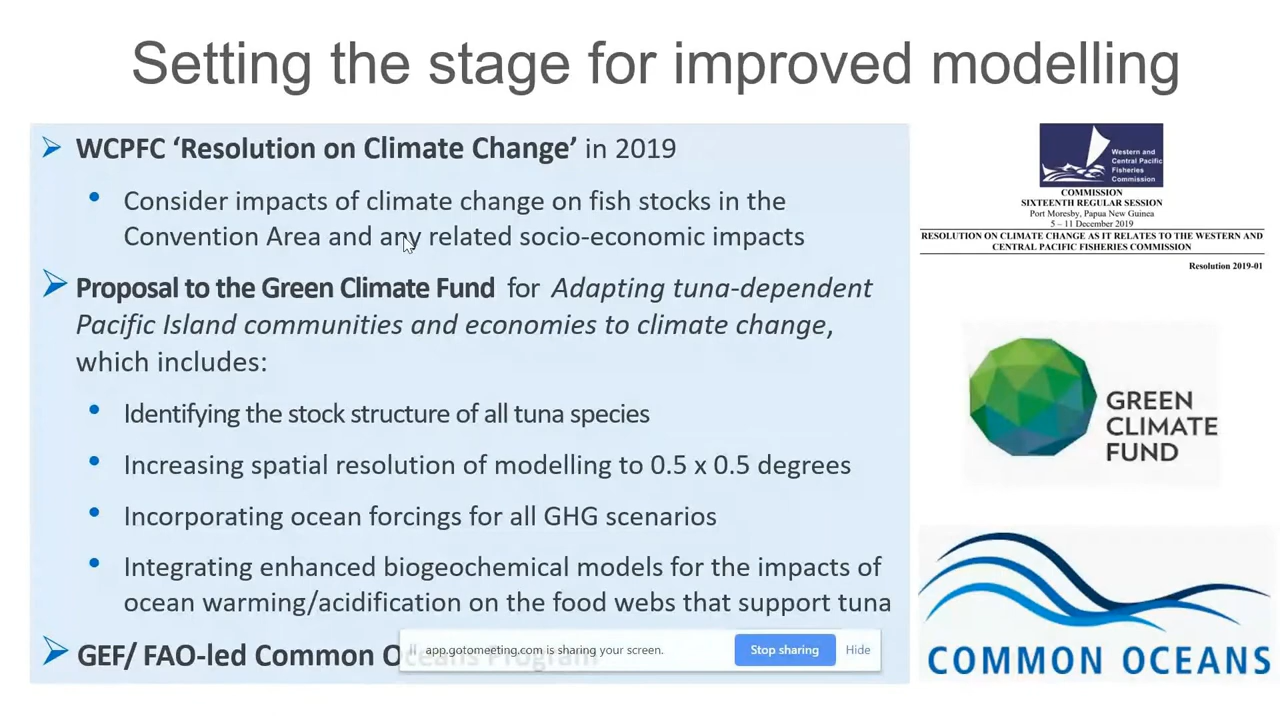 Setting the stage for improved modelling
WCPFC ‘Resolution on Climate Change’ in 2019
Consider impacts of climate change on fish stocks in the
Convention Area and any related socio-economic impacts
Proposal to the Green Climate Fund for Adapting tuna-dependent
Pacific Island communities and economies to climate change,
which includes:
Identifying the stock structure of all tuna species
Increasing spatial resolution of modelling to 0.5 x 0.5 degrees
Incorporating ocean forcings for all GHG scenarios
Integrating enhanced biogeochemical models for the impacts of
ocean warming/acidification on the food webs that support tuna
GEF/ FAO-led Common Oceans Program
app.gotomeeting.com is sharing your screen.
Stop sharing
Hide
Western and
Central Pacific
Fisheries
Commission
COMMISSION
SIXTEENTH REGULAR SESSION
Port Moresby, Papua New Guinea
5 – 11 December 2019
RESOLUTION ON CLIMATE CHANGE AS IT RELATES TO THE WESTERN AND
CENTRAL PACIFIC FISHERIES COMMISSION
Resolution 2019-01
GREEN
CLIMATE
FUND
COMMON OCEANS